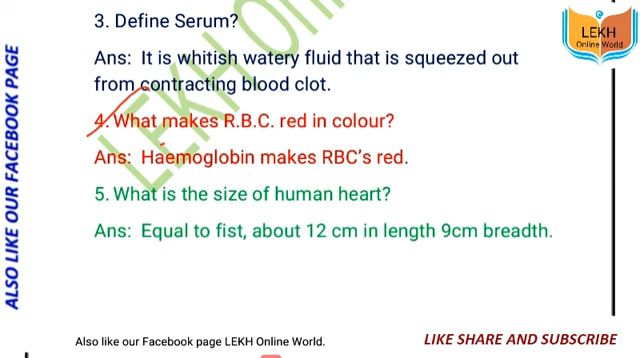 3. Define Serum?
Ans: It is whitish watery fluid that is squeezed out
from contracting blood clot.
4. What makes R.B.C. red in colour?
Ans: Haemoglobin makes RBC's red.
5. What is the size of human heart?
Ans: Equal to fist, about 12 cm in length 9cm breadth.
Also like our Facebook page LEKH Online World.
LIKE SHARE AND SUBSCRIBE
ALSO LIKE OUR FACEBOOK PAGE
LEKH
Online World
LEKH Onlin